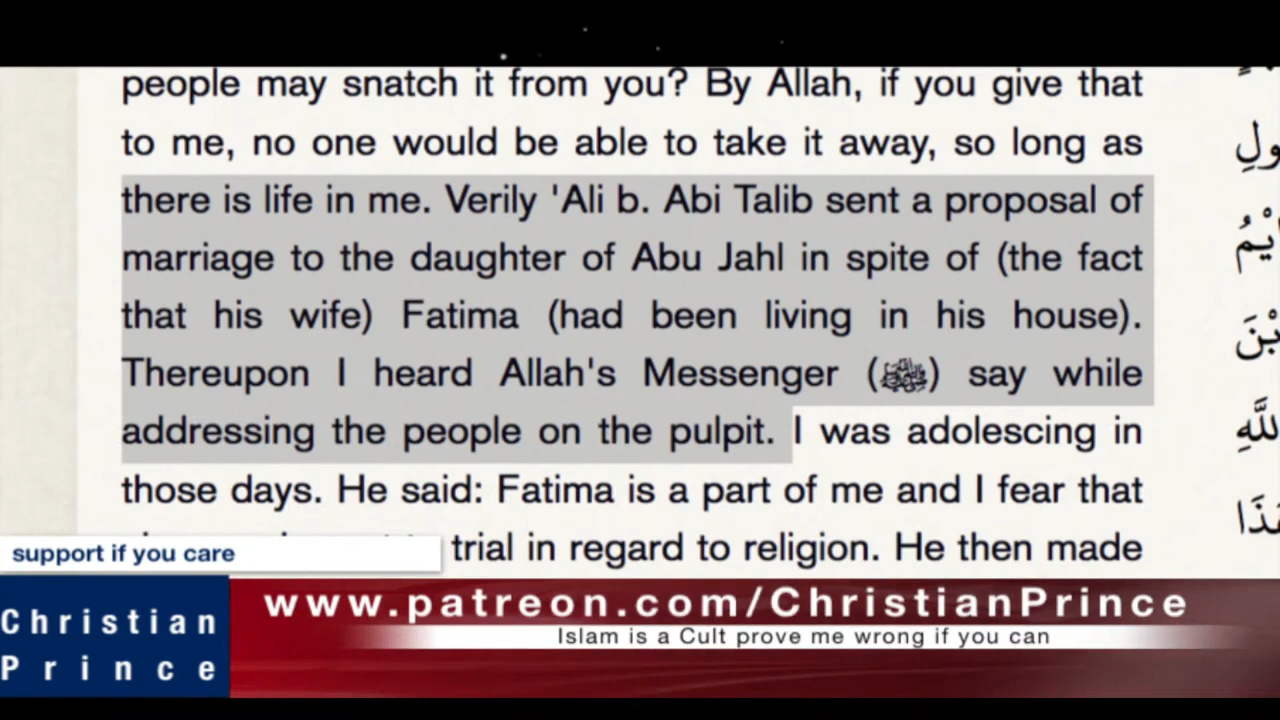 people may snatch it from you? By Allah, if you give that
to me, no one would be able to take it away, so long as
there is life in me. Verily 'Ali b. Abi Talib sent a proposal of
marriage to the daughter of Abu Jahl in spite of (the fact
that his wife) Fatima (had been living in his house).
Thereupon I heard Allah's Messenger (ﷺ) say while
addressing the people on the pulpit. I was adolescing in
those days. He said: Fatima is a part of me and I fear that
trial in regard to religion. He then made
support if you care
Christian
Prince
www.patreon.com/ChristianPrince
Islam is a Cult prove me wrong if you can